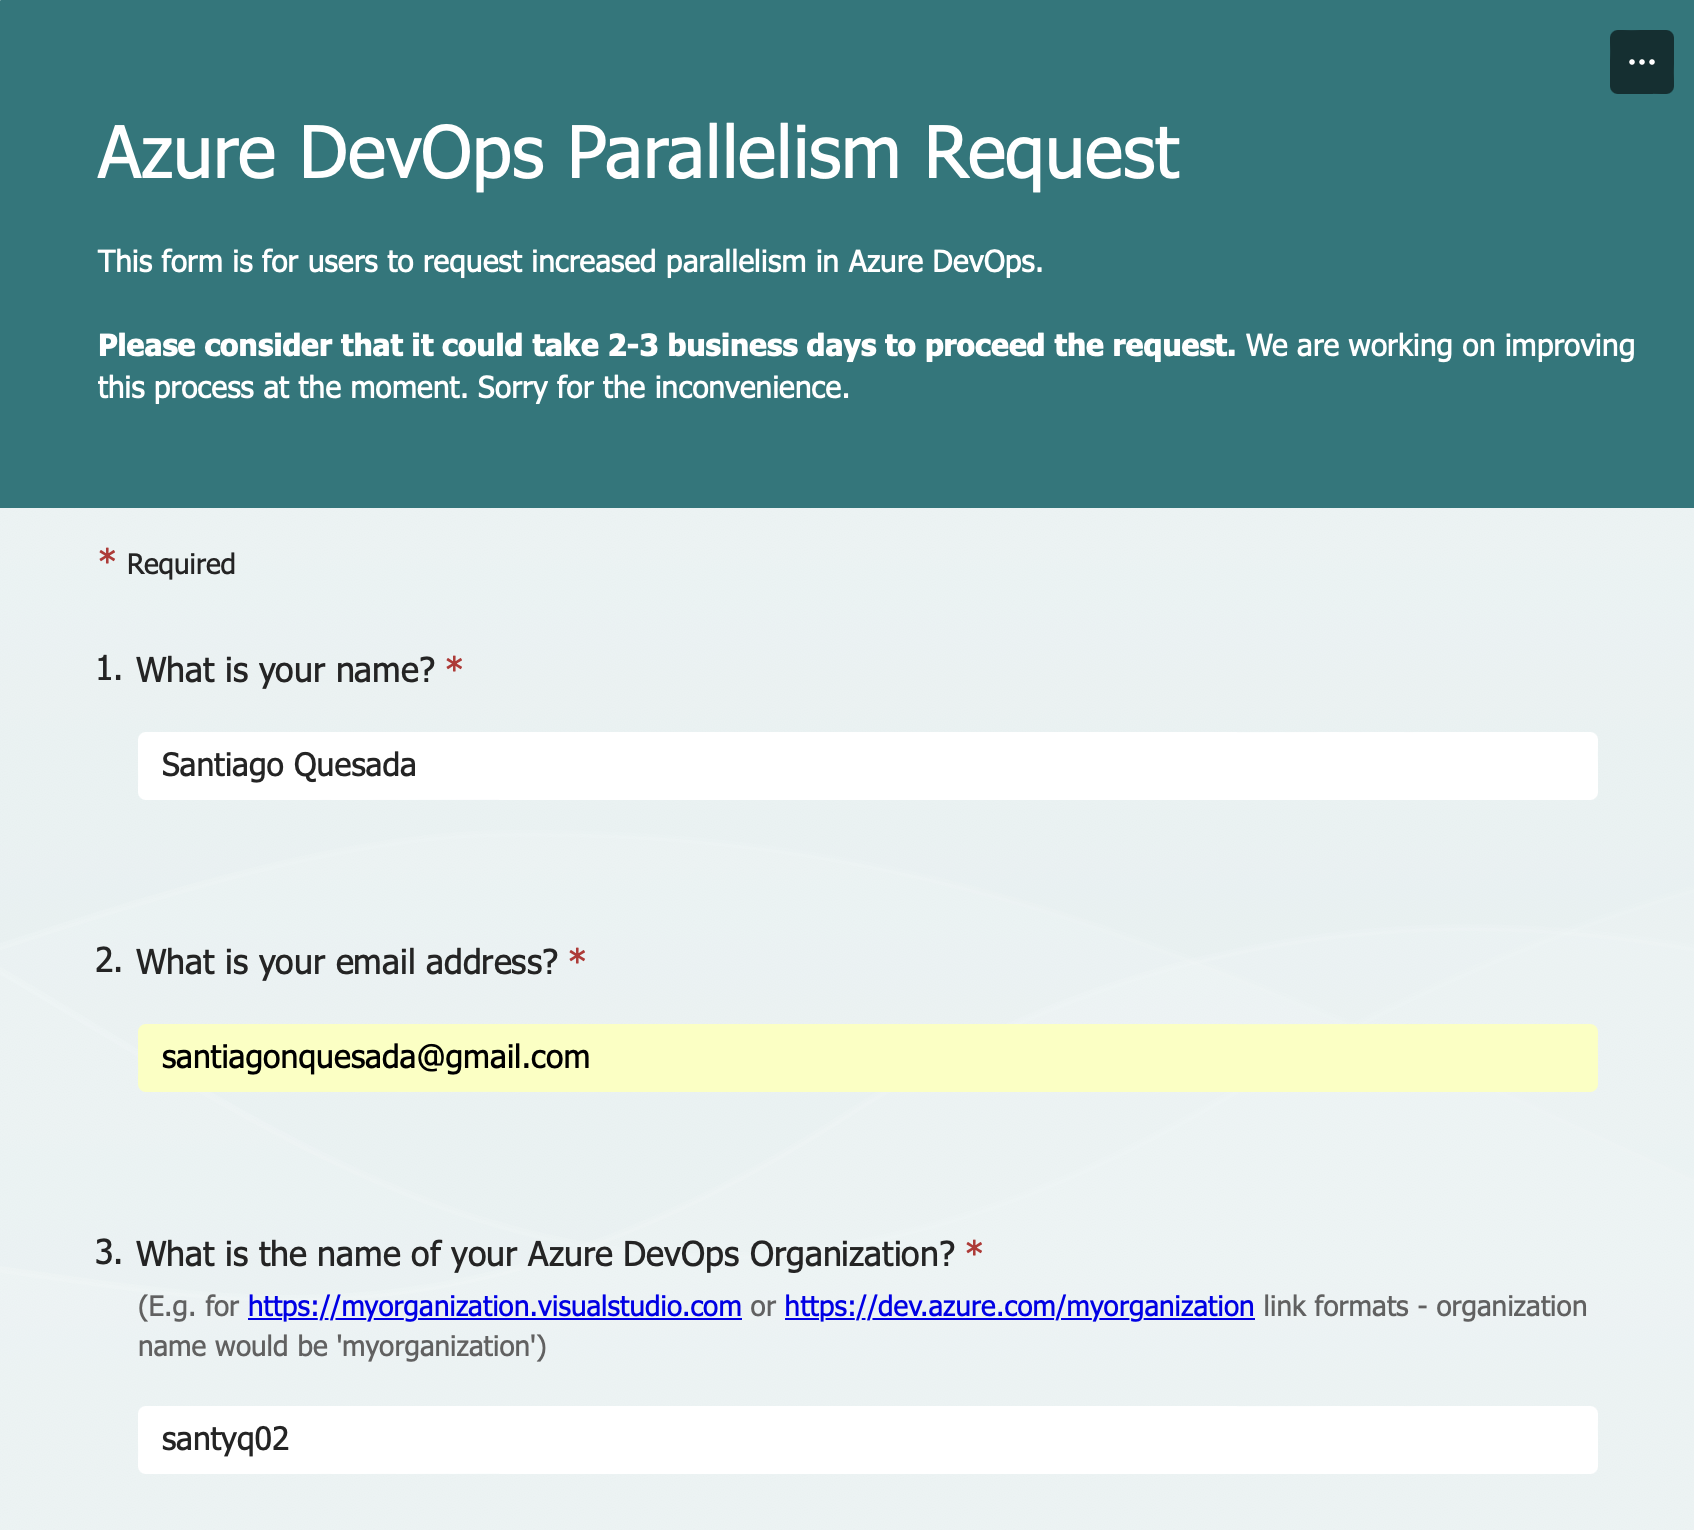 ...
Azure DevOps Parallelism Request
This form is for users to request increased parallelism in Azure DevOps.
Please consider that it could take 2-3 business days to proceed the request. We are working on improving
this process at the moment. Sorry for the inconvenience.
* Required
1. What is your name? *
Santiago Quesada
2. What is your email address? *
santiagonquesada@gmail.com
3. What is the name of your Azure DevOps Organization? *
(E.g. for https://myorganization.visualstudio.com or https://dev.azure.com/myorganization link formats - organization
name would be 'myorganization')
santyq02